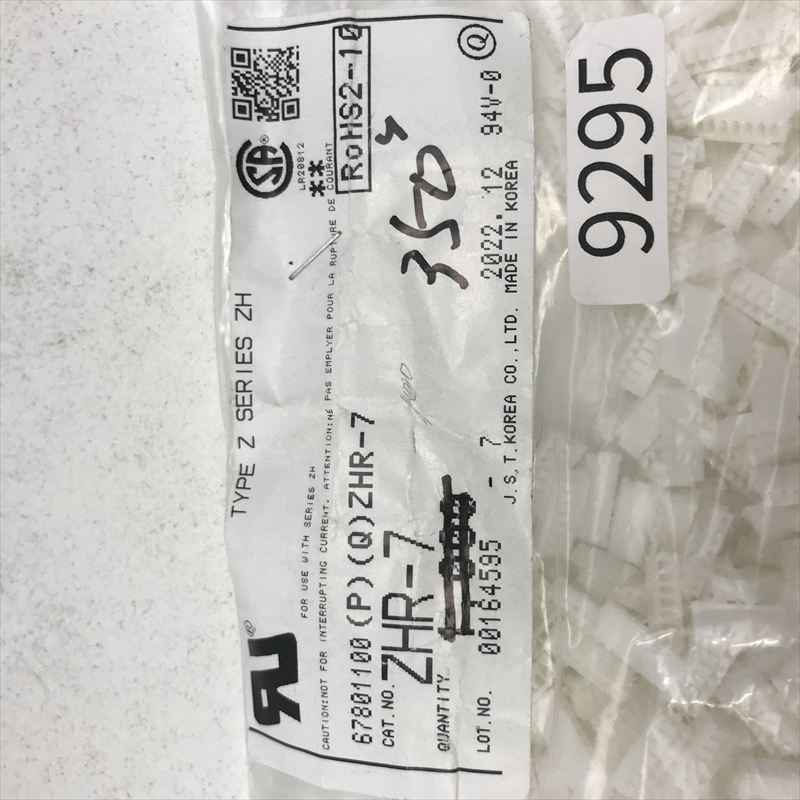 TYPE Z SERIES ZH
FOR USE WITH SERIES ZH
CAUTION:NOT FOR INTERRUPTING CURRENT. ATTENTION:NE PAS EMPLYER POUR LA RUPTURE DE COURANT
LR20812
**
RoHS2-10
67801100 (P)(Q)ZHR-7
CAT.NO. ZHR-7
QUANTITY
350
LOT.NO. 00164595 - 7
2022. 12
94V-0
Q
J.S.T.KOREA CO.,LTD. MADE IN KOREA
9295